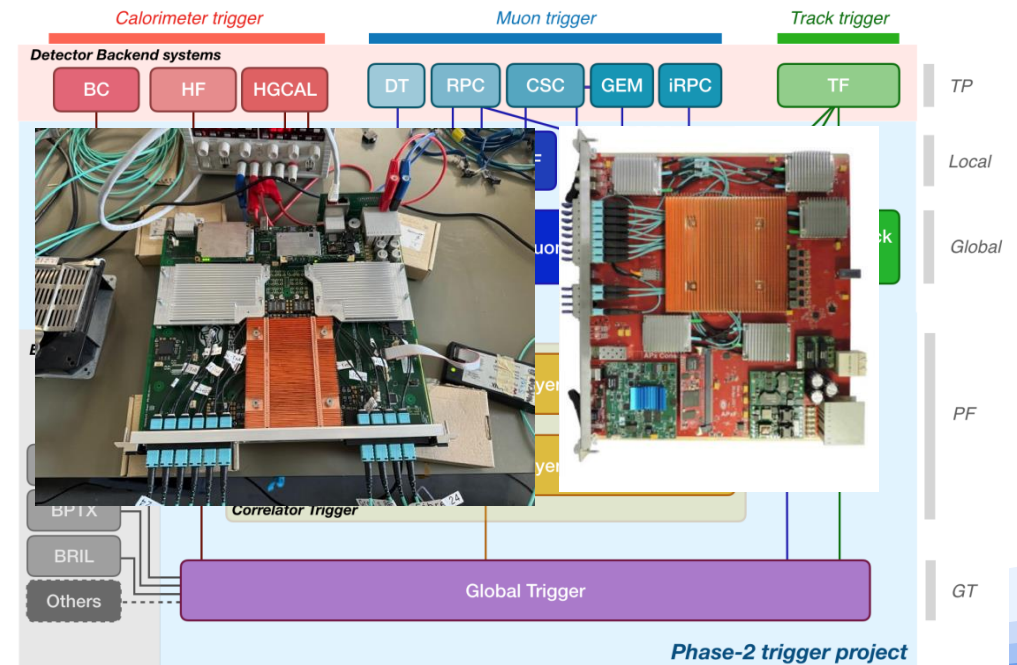 Calorimeter trigger
Muon trigger
Track trigger
Detector Backend systems
BC
HF
HGCAL
DT
RPC
CSC
GEM
iRPC
TF
TP
Local
Global
PF
Correlator Trigger
BPTX
BRIL
Others
Global Trigger
GT
Phase-2 trigger project
24